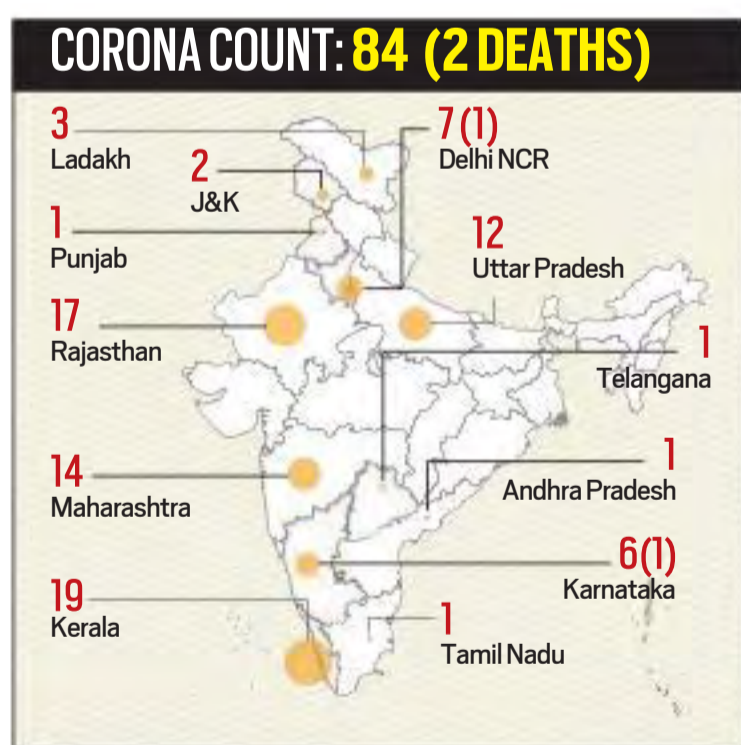 CORONA COUNT: 84 (2 DEATHS)
3
Ladakh
2
J&K
1
Punjab
17
Rajasthan
14
Maharashtra
19
Kerala
7 (1)
Delhi NCR
12
Uttar Pradesh
1
Telangana
1
Andhra Pradesh
6(1)
Karnataka
1
Tamil Nadu